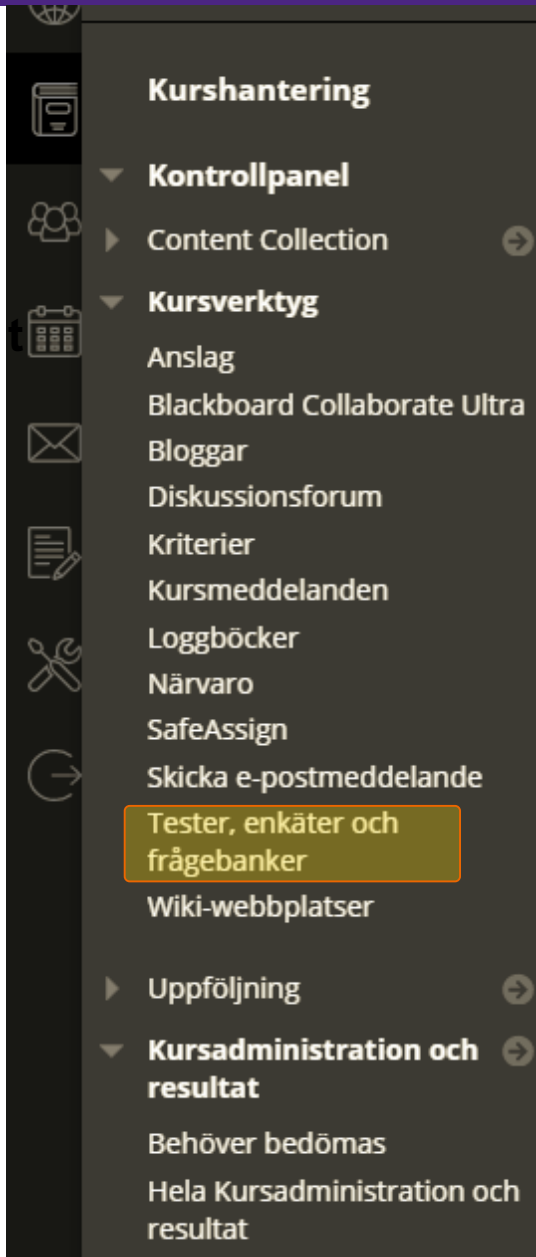 Kurshantering
Kontrollpanel
Content Collection
Kursverktyg
t
Anslag
Blackboard Collaborate Ultra
Bloggar
Diskussionsforum
Kriterier
Kursmeddelanden
Loggböcker
Närvaro
SafeAssign
Skicka e-postmeddelande
Tester, enkäter och
frågebanker
Wiki-webbplatser
Uppföljning
Kursadministration och
resultat
Behöver bedömas
Hela Kursadministration och
resultat